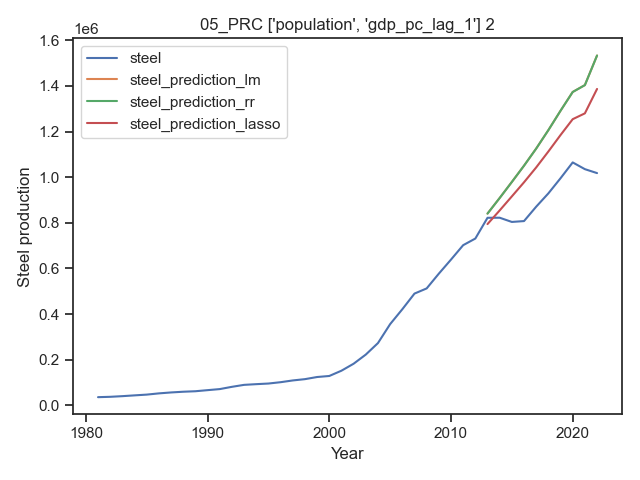 05_PRC ['population', 'gdp_pc_lag_1'] 2
1e6
1.6
1.4
1.2
1.0
0.8
0.6
0.4
0.2
0.0
Steel production
steel
steel_prediction_lm
steel_prediction_rr
steel_prediction_lasso
1980
1990
2000
2010
2020
Year